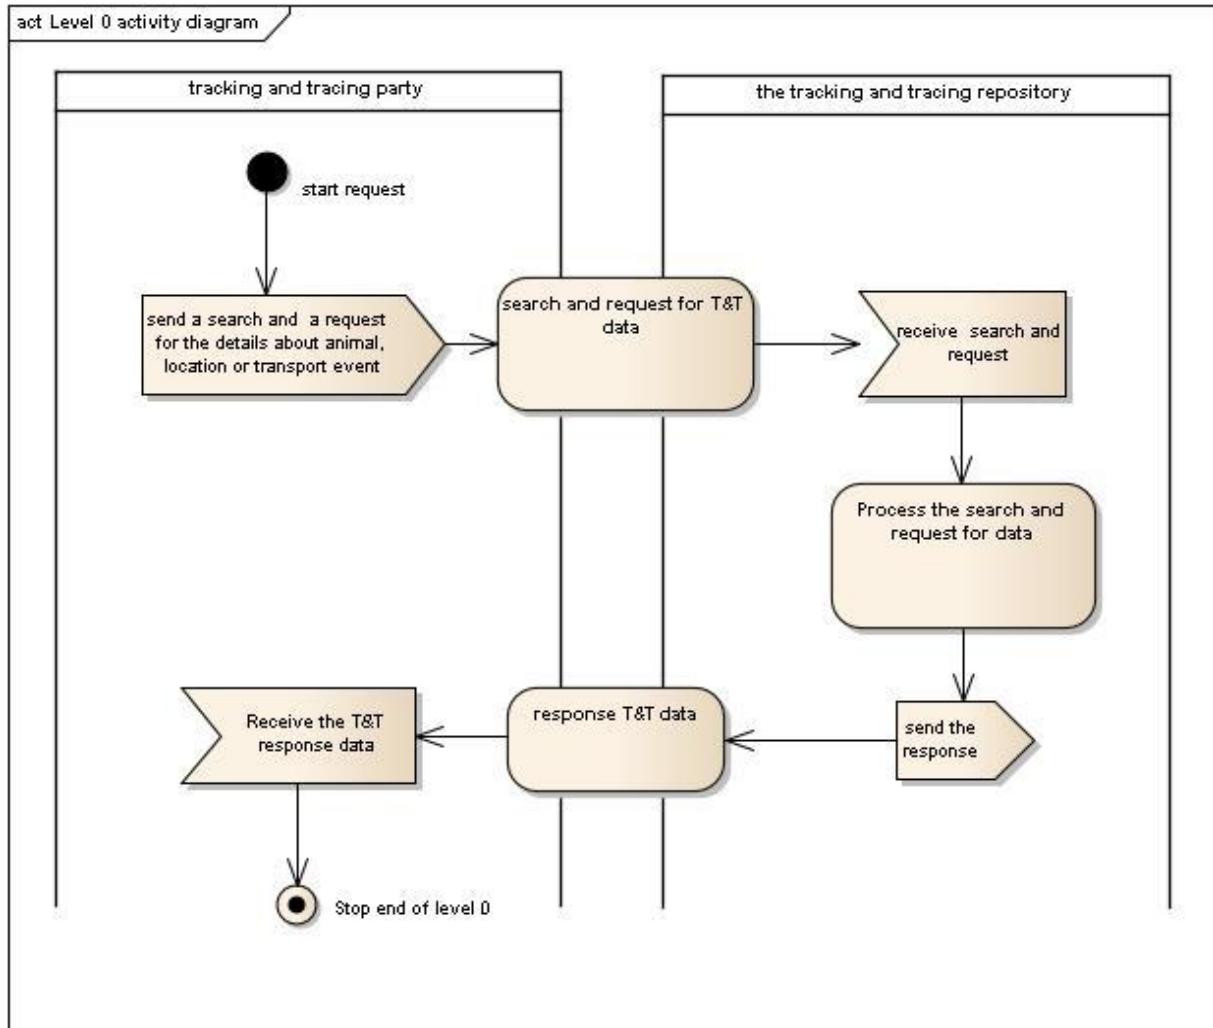 act Level 0 activity diagram
tracking and tracing party
the tracking and tracing repository
start request
send a search and a request
for the details about animal,
location or transport event
search and request for T&T
data
receive search and
request
Process the search and
request for data
send the
response
response T&T data
Receive the T&T
response data
Stop end of level 0